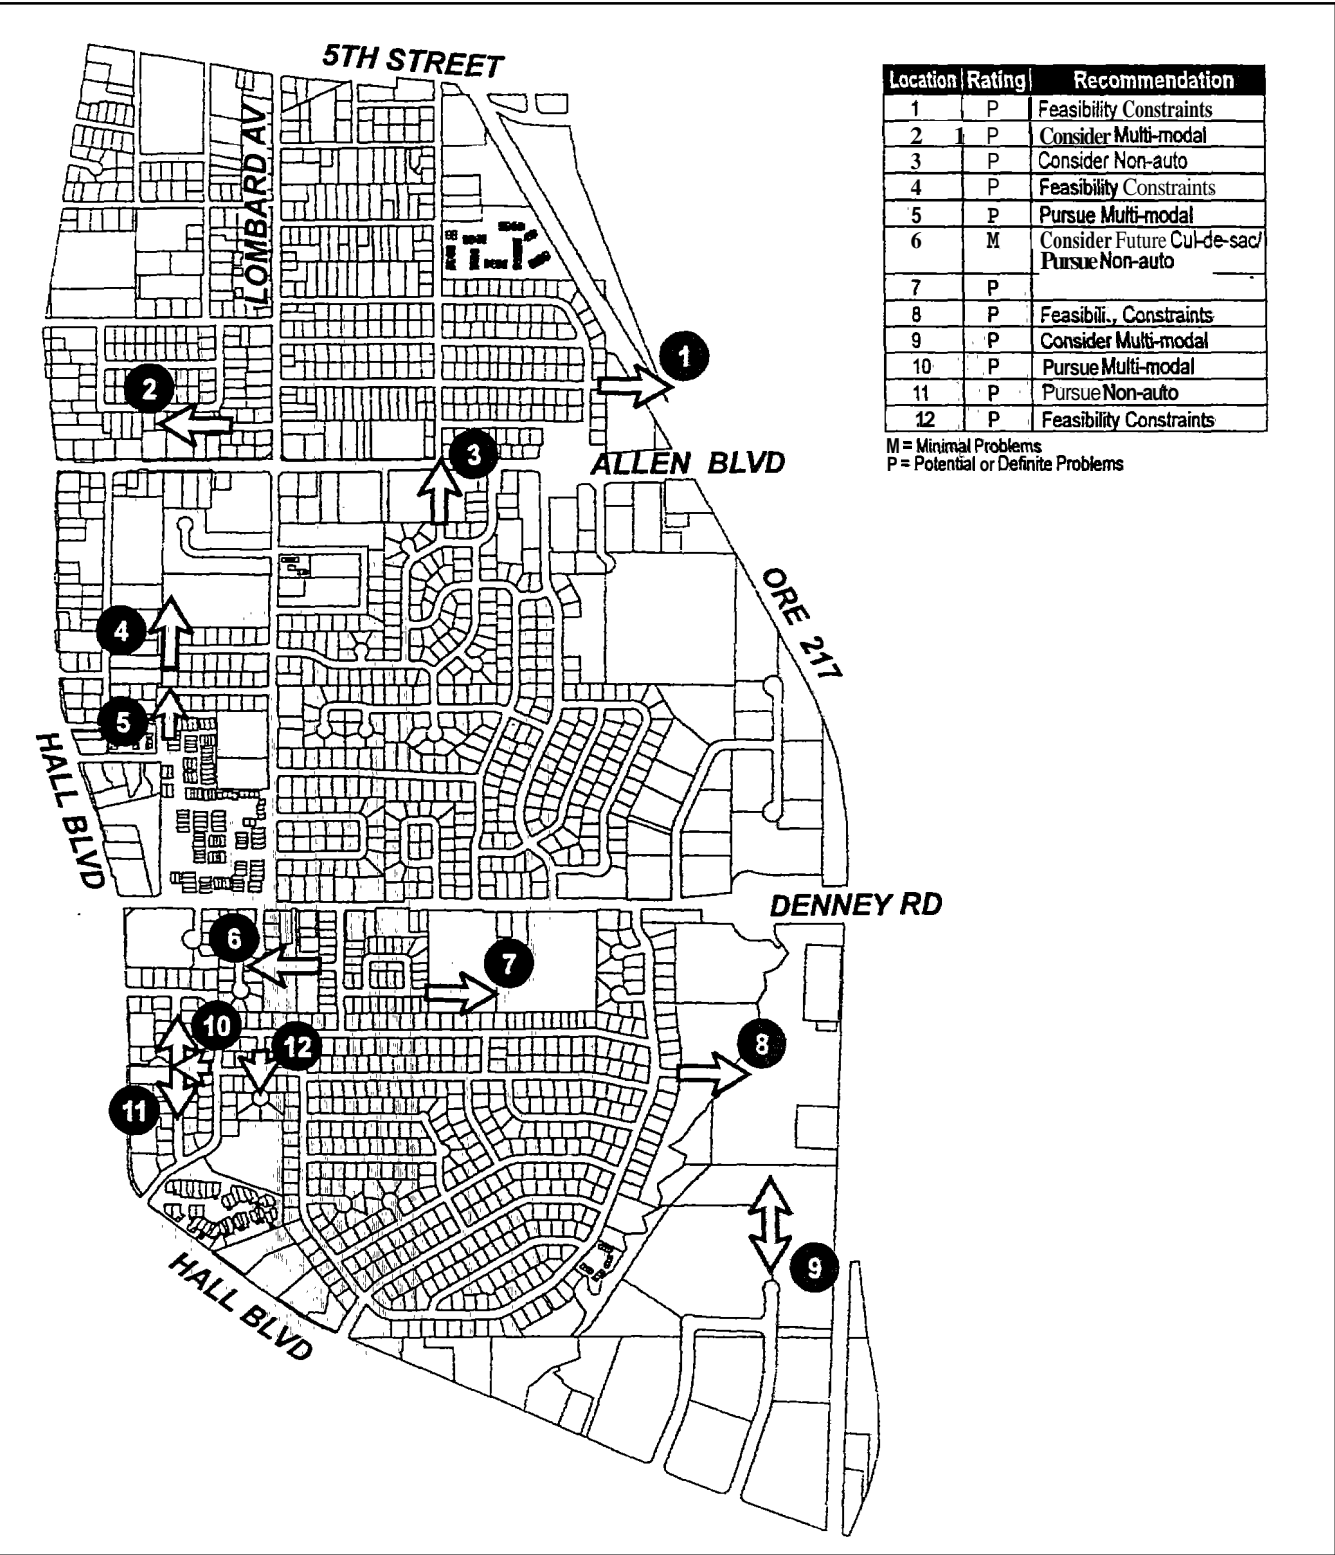 5TH STREET
LOMBARD AV
Location Rating Recommendation
1 P Feasibility Constraints
2 1 P Consider Multi-modal
3 P Consider Non-auto
4 P Feasibility Constraints
5 P Pursue Multi-modal
6 M Consider Future Cul-de-sac/
Pursue Non-auto
7 P
8 P Feasibili., Constraints
9 P Consider Multi-modal
10 P Pursue Multi-modal
11 P Pursue Non-auto
12 P Feasibility Constraints
M = Minimal Problems
P = Potential or Definite Problems
1
2
3
ALLEN BLVD
ORE 217
4
5
HALL BLVD
DENNEY RD
6
7
10
12
8
11
9
HALL BLVD